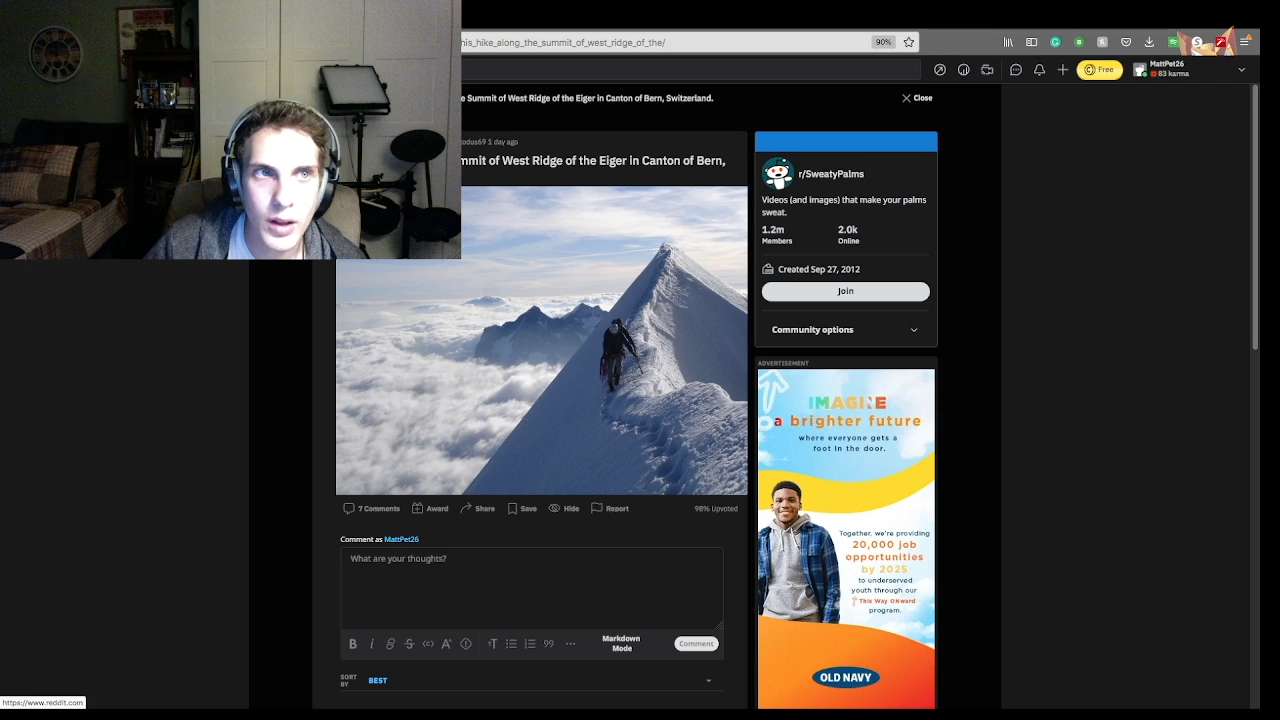 his_hike_along_the_summit_of_west_ridge_of_the/
90%
Free
MattPet26
83 karma
e Summit of West Ridge of the Eiger in Canton of Bern, Switzerland.
Close
odus69 1 day ago
mmit of West Ridge of the Eiger in Canton of Bern,
r/SweatyPalms
Videos (and images) that make your palms
sweat.
1.2m
2.0k
Members
Online
Created Sep 27, 2012
Join
Community options
ADVERTISEMENT
IMAGINE
a brighter future
where everyone gets a
foot in the door.
Together, we're providing
20,000 job
opportunities
by 2025
to underserved
youth through our
This Way ONward
program.
OLD NAVY
7 Comments
Award
Share
Save
Hide
Report
98% Upvoted
Comment as MattPet26
What are your thoughts?
Markdown
Mode
Comment
SORT
BY
BEST
https://www.reddit.com